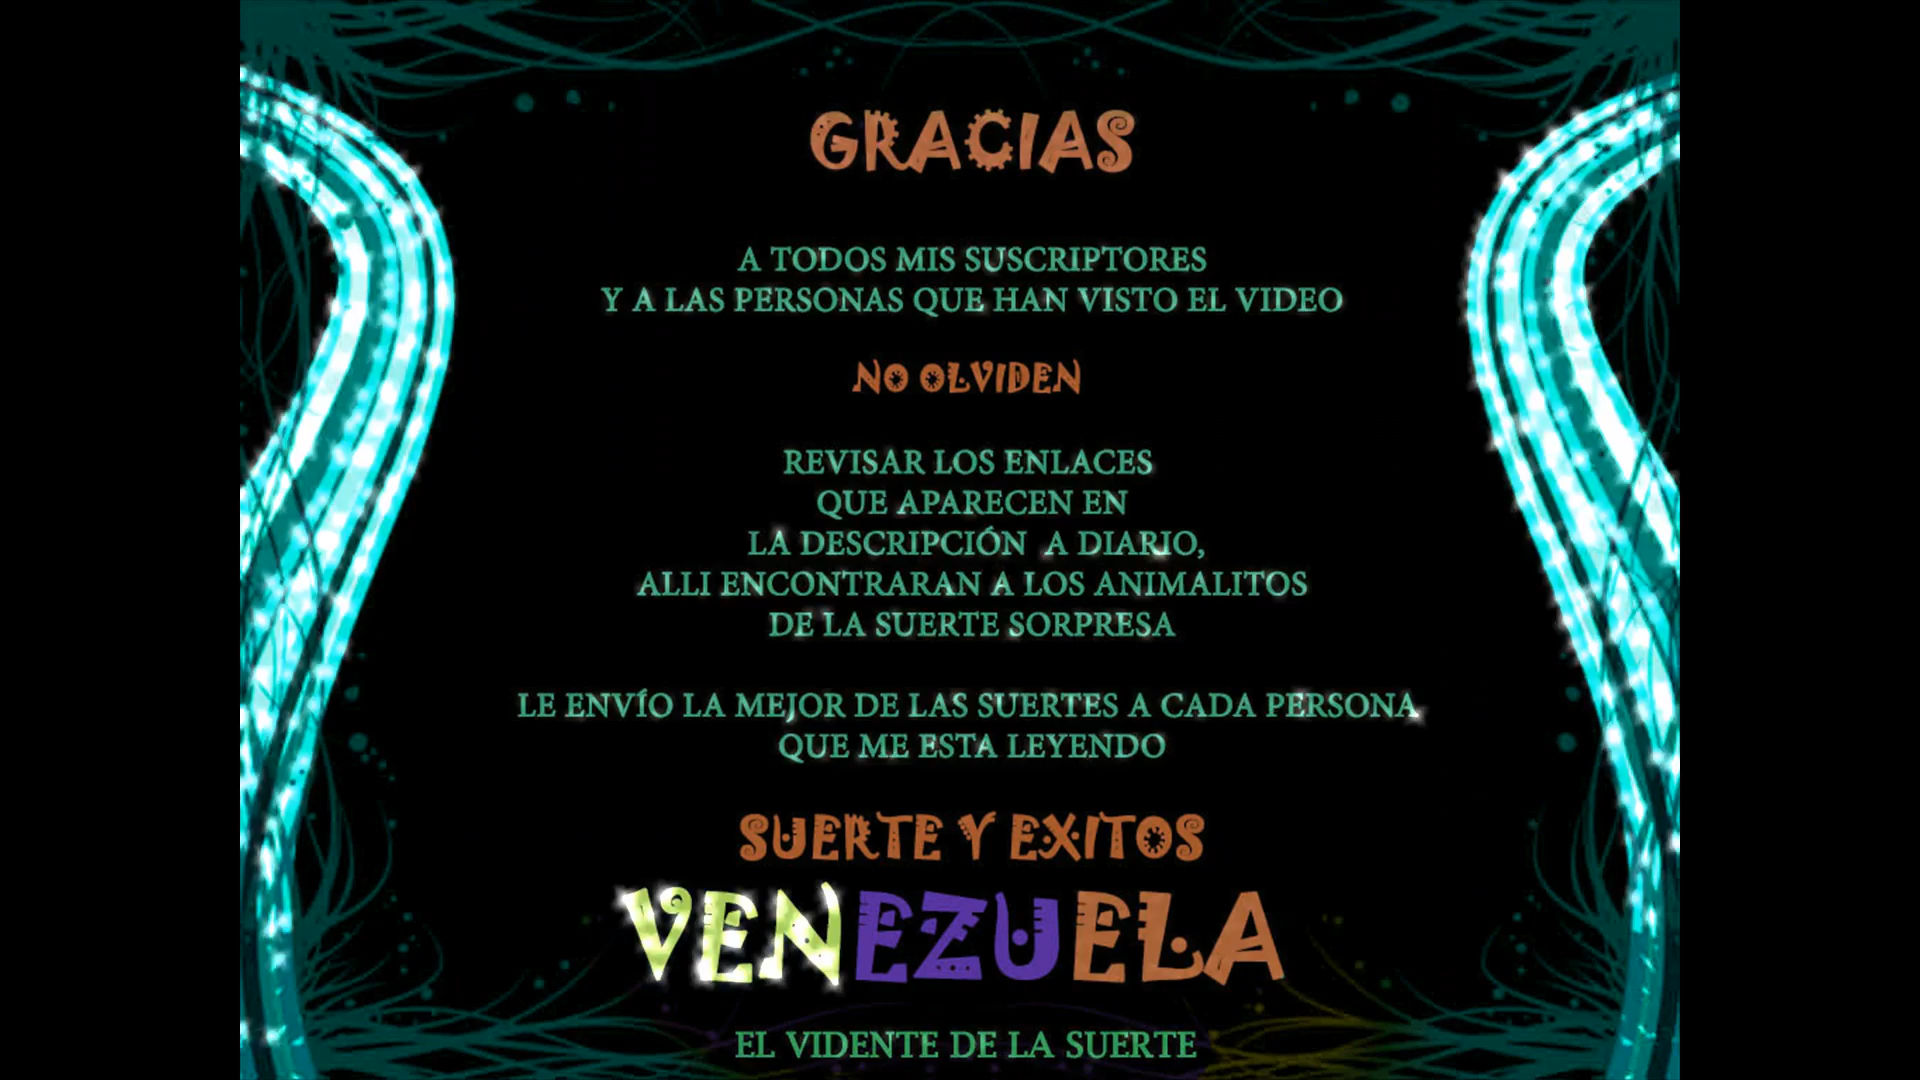 GRACIAS
A TODOS MIS SUSCRIPTORES
Y A LAS PERSONAS QUE HAN VISTO EL VIDEO
NO OLVIDEN
REVISAR LOS ENLACES
QUE APARECEN EN
LA DESCRIPCIÓN A DIARIO,
ALLI ENCONTRARAN A LOS ANIMALITOS
DE LA SUERTE SORPRESA
LE ENVÍO LA MEJOR DE LAS SUERTES A CADA PERSONA
QUE ME ESTA LEYENDO
SUERTE Y EXITOS
VENEZUELA
EL VIDENTE DE LA SUERTE